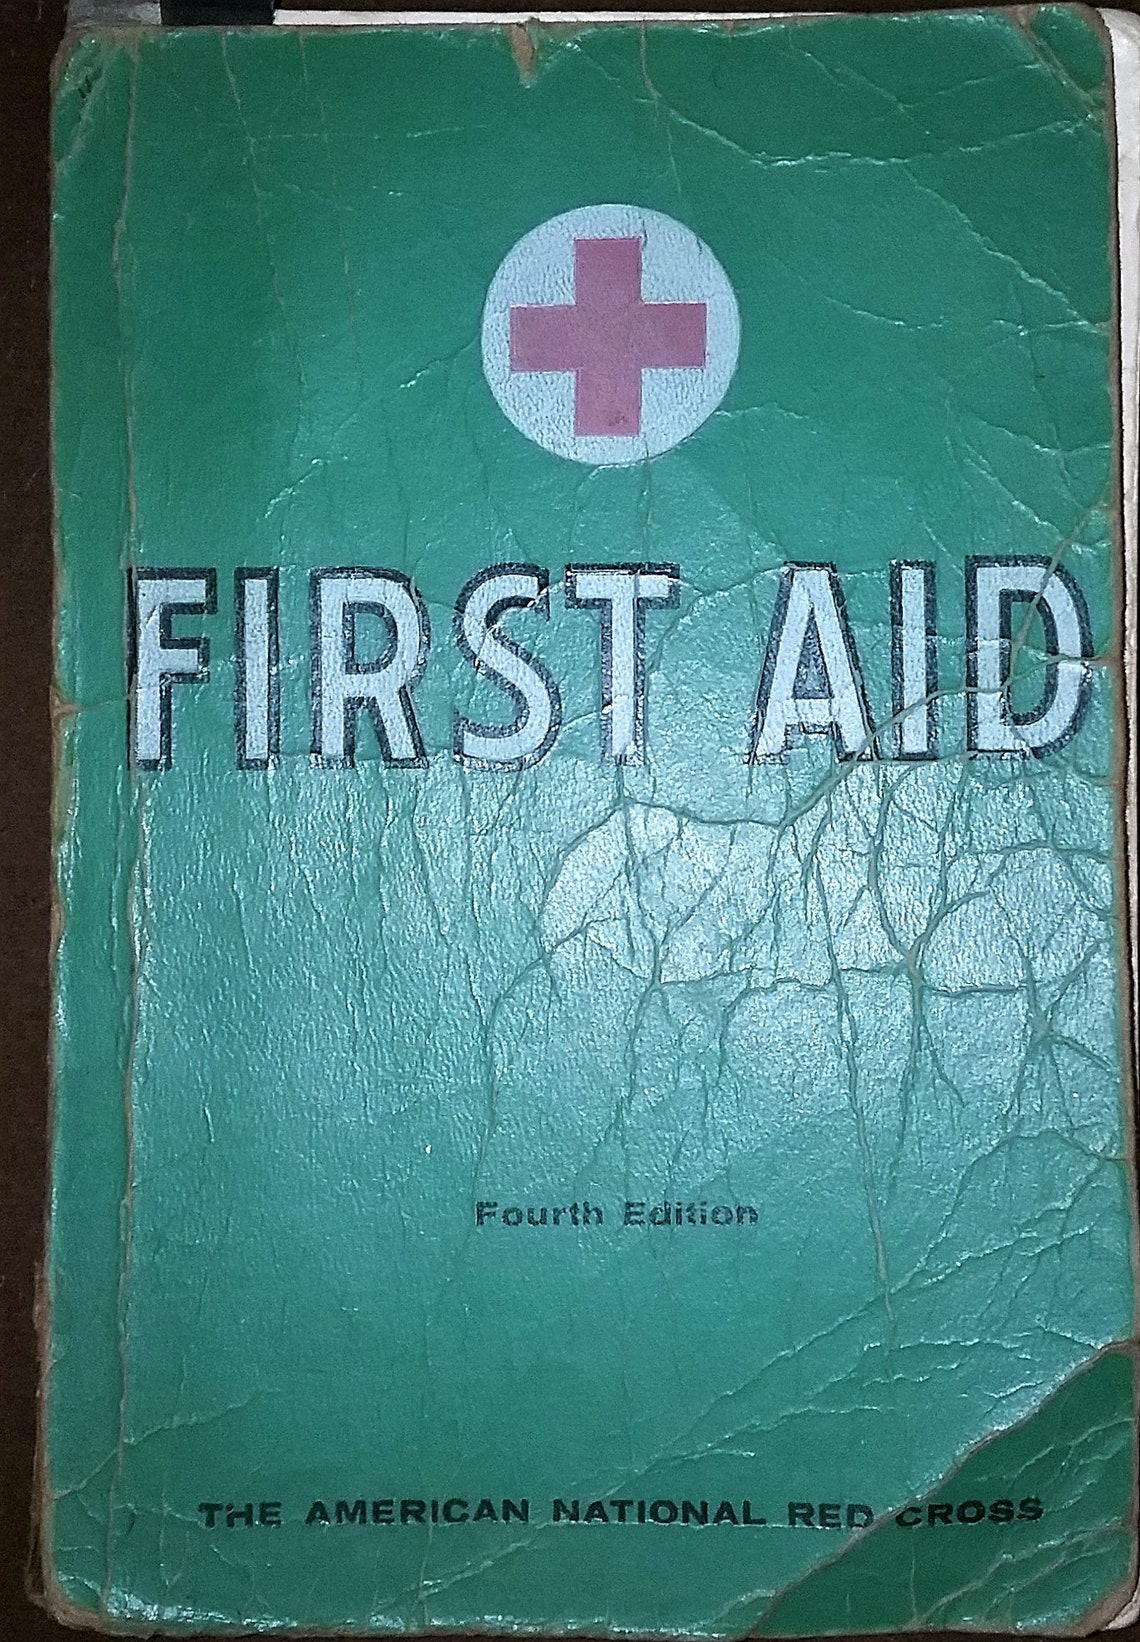 FIRST AID
Fourth Edition
THE AMERICAN NATIONAL RED CROSS